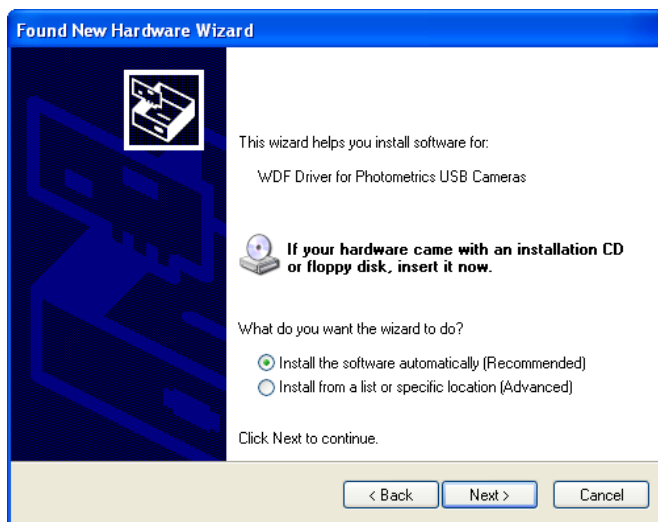 Found New Hardware Wizard
This wizard helps you install software for:
WDF Driver for Photometrics USB Cameras
If your hardware came with an installation CD
or floppy disk, insert it now.
What do you want the wizard to do?
Install the software automatically (Recommended)
Install from a list or specific location (Advanced)
Click Next to continue.
< Back Next > Cancel